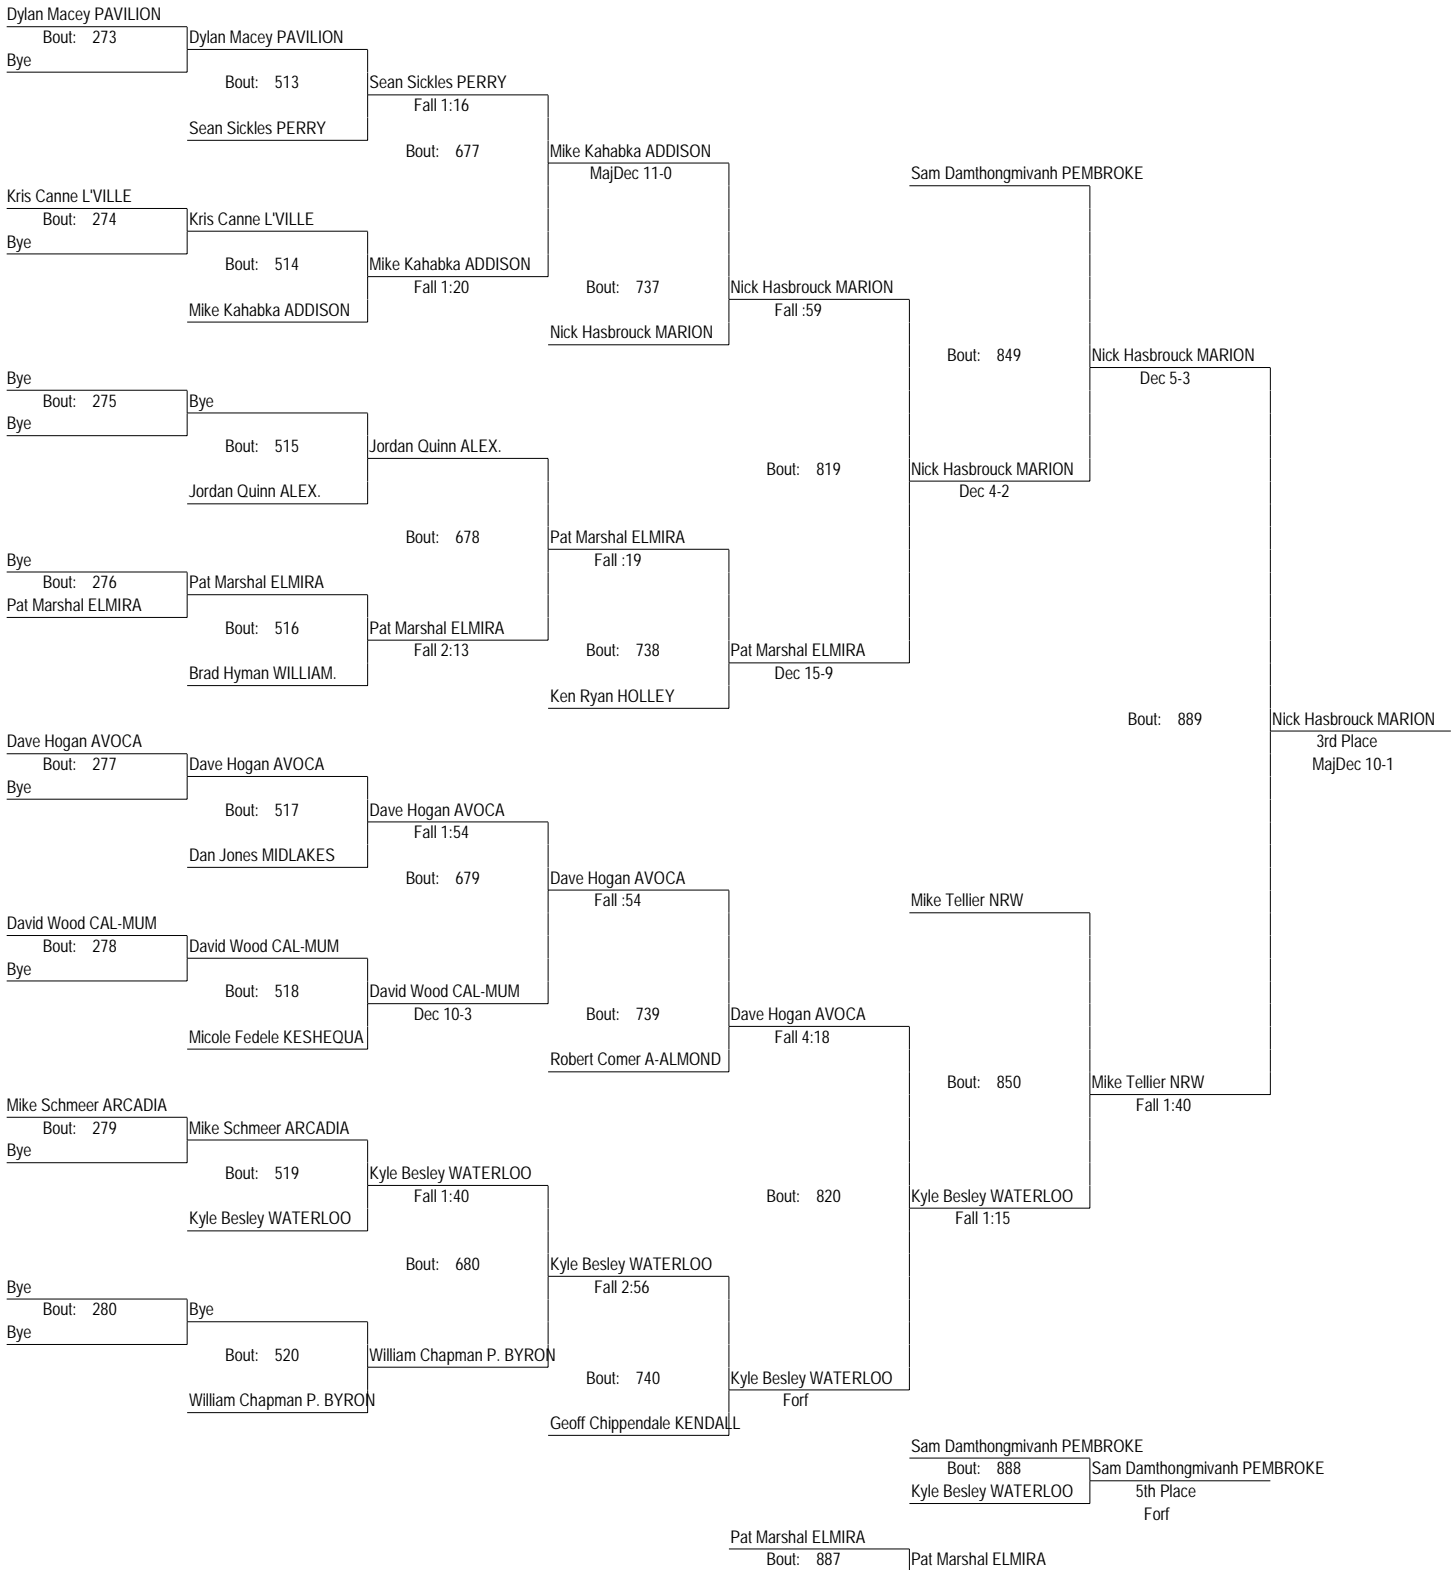 Dylan Macey PAVILION
Bout: 273
Bye
Dylan Macey PAVILION
Bout: 513
Sean Sickles PERRY
Sean Sickles PERRY
Fall 1:16
Bout: 677
Mike Kahabka ADDISON
MajDec 11-0
Kris Canne L'VILLE
Bout: 274
Bye
Kris Canne L'VILLE
Bout: 514
Mike Kahabka ADDISON
Mike Kahabka ADDISON
Fall 1:20
Bout: 737
Nick Hasbrouck MARION
Nick Hasbrouck MARION
Fall :59
Sam Damthongmivanh PEMBROKE
Bout: 849
Nick Hasbrouck MARION
Dec 5-3
Bye
Bout: 275
Bye
Bye
Bout: 515
Jordan Quinn ALEX.
Jordan Quinn ALEX.
Bout: 819
Nick Hasbrouck MARION
Dec 4-2
Bout: 678
Pat Marshal ELMIRA
Fall :19
Bye
Bout: 276
Pat Marshal ELMIRA
Pat Marshal ELMIRA
Bout: 516
Brad Hyman WILLIAM.
Pat Marshal ELMIRA
Fall 2:13
Bout: 738
Ken Ryan HOLLEY
Pat Marshal ELMIRA
Dec 15-9
Bout: 889
Nick Hasbrouck MARION
3rd Place
MajDec 10-1
Dave Hogan AVOCA
Bout: 277
Bye
Dave Hogan AVOCA
Bout: 517
Dan Jones MIDLAKES
Dave Hogan AVOCA
Fall 1:54
Bout: 679
Dave Hogan AVOCA
Fall :54
David Wood CAL-MUM
Bout: 278
Bye
David Wood CAL-MUM
Bout: 518
Micole Fedele KESHEQUA
David Wood CAL-MUM
Dec 10-3
Bout: 739
Robert Comer A-ALMOND
Dave Hogan AVOCA
Fall 4:18
Mike Tellier NRW
Bout: 850
Mike Tellier NRW
Fall 1:40
Mike Schmeer ARCADIA
Bout: 279
Bye
Mike Schmeer ARCADIA
Bout: 519
Kyle Besley WATERLOO
Kyle Besley WATERLOO
Fall 1:40
Bout: 820
Kyle Besley WATERLOO
Fall 1:15
Bout: 680
Kyle Besley WATERLOO
Fall 2:56
Bye
Bout: 280
Bye
Bye
Bout: 520
William Chapman P. BYRON
William Chapman P. BYRON
Bout: 740
Geoff Chippendale KENDALL
Kyle Besley WATERLOO
Forf
Sam Damthongmivanh PEMBROKE
Bout: 888
Kyle Besley WATERLOO
Sam Damthongmivanh PEMBROKE
5th Place
Forf
Pat Marshal ELMIRA
Bout: 887
Pat Marshal ELMIRA